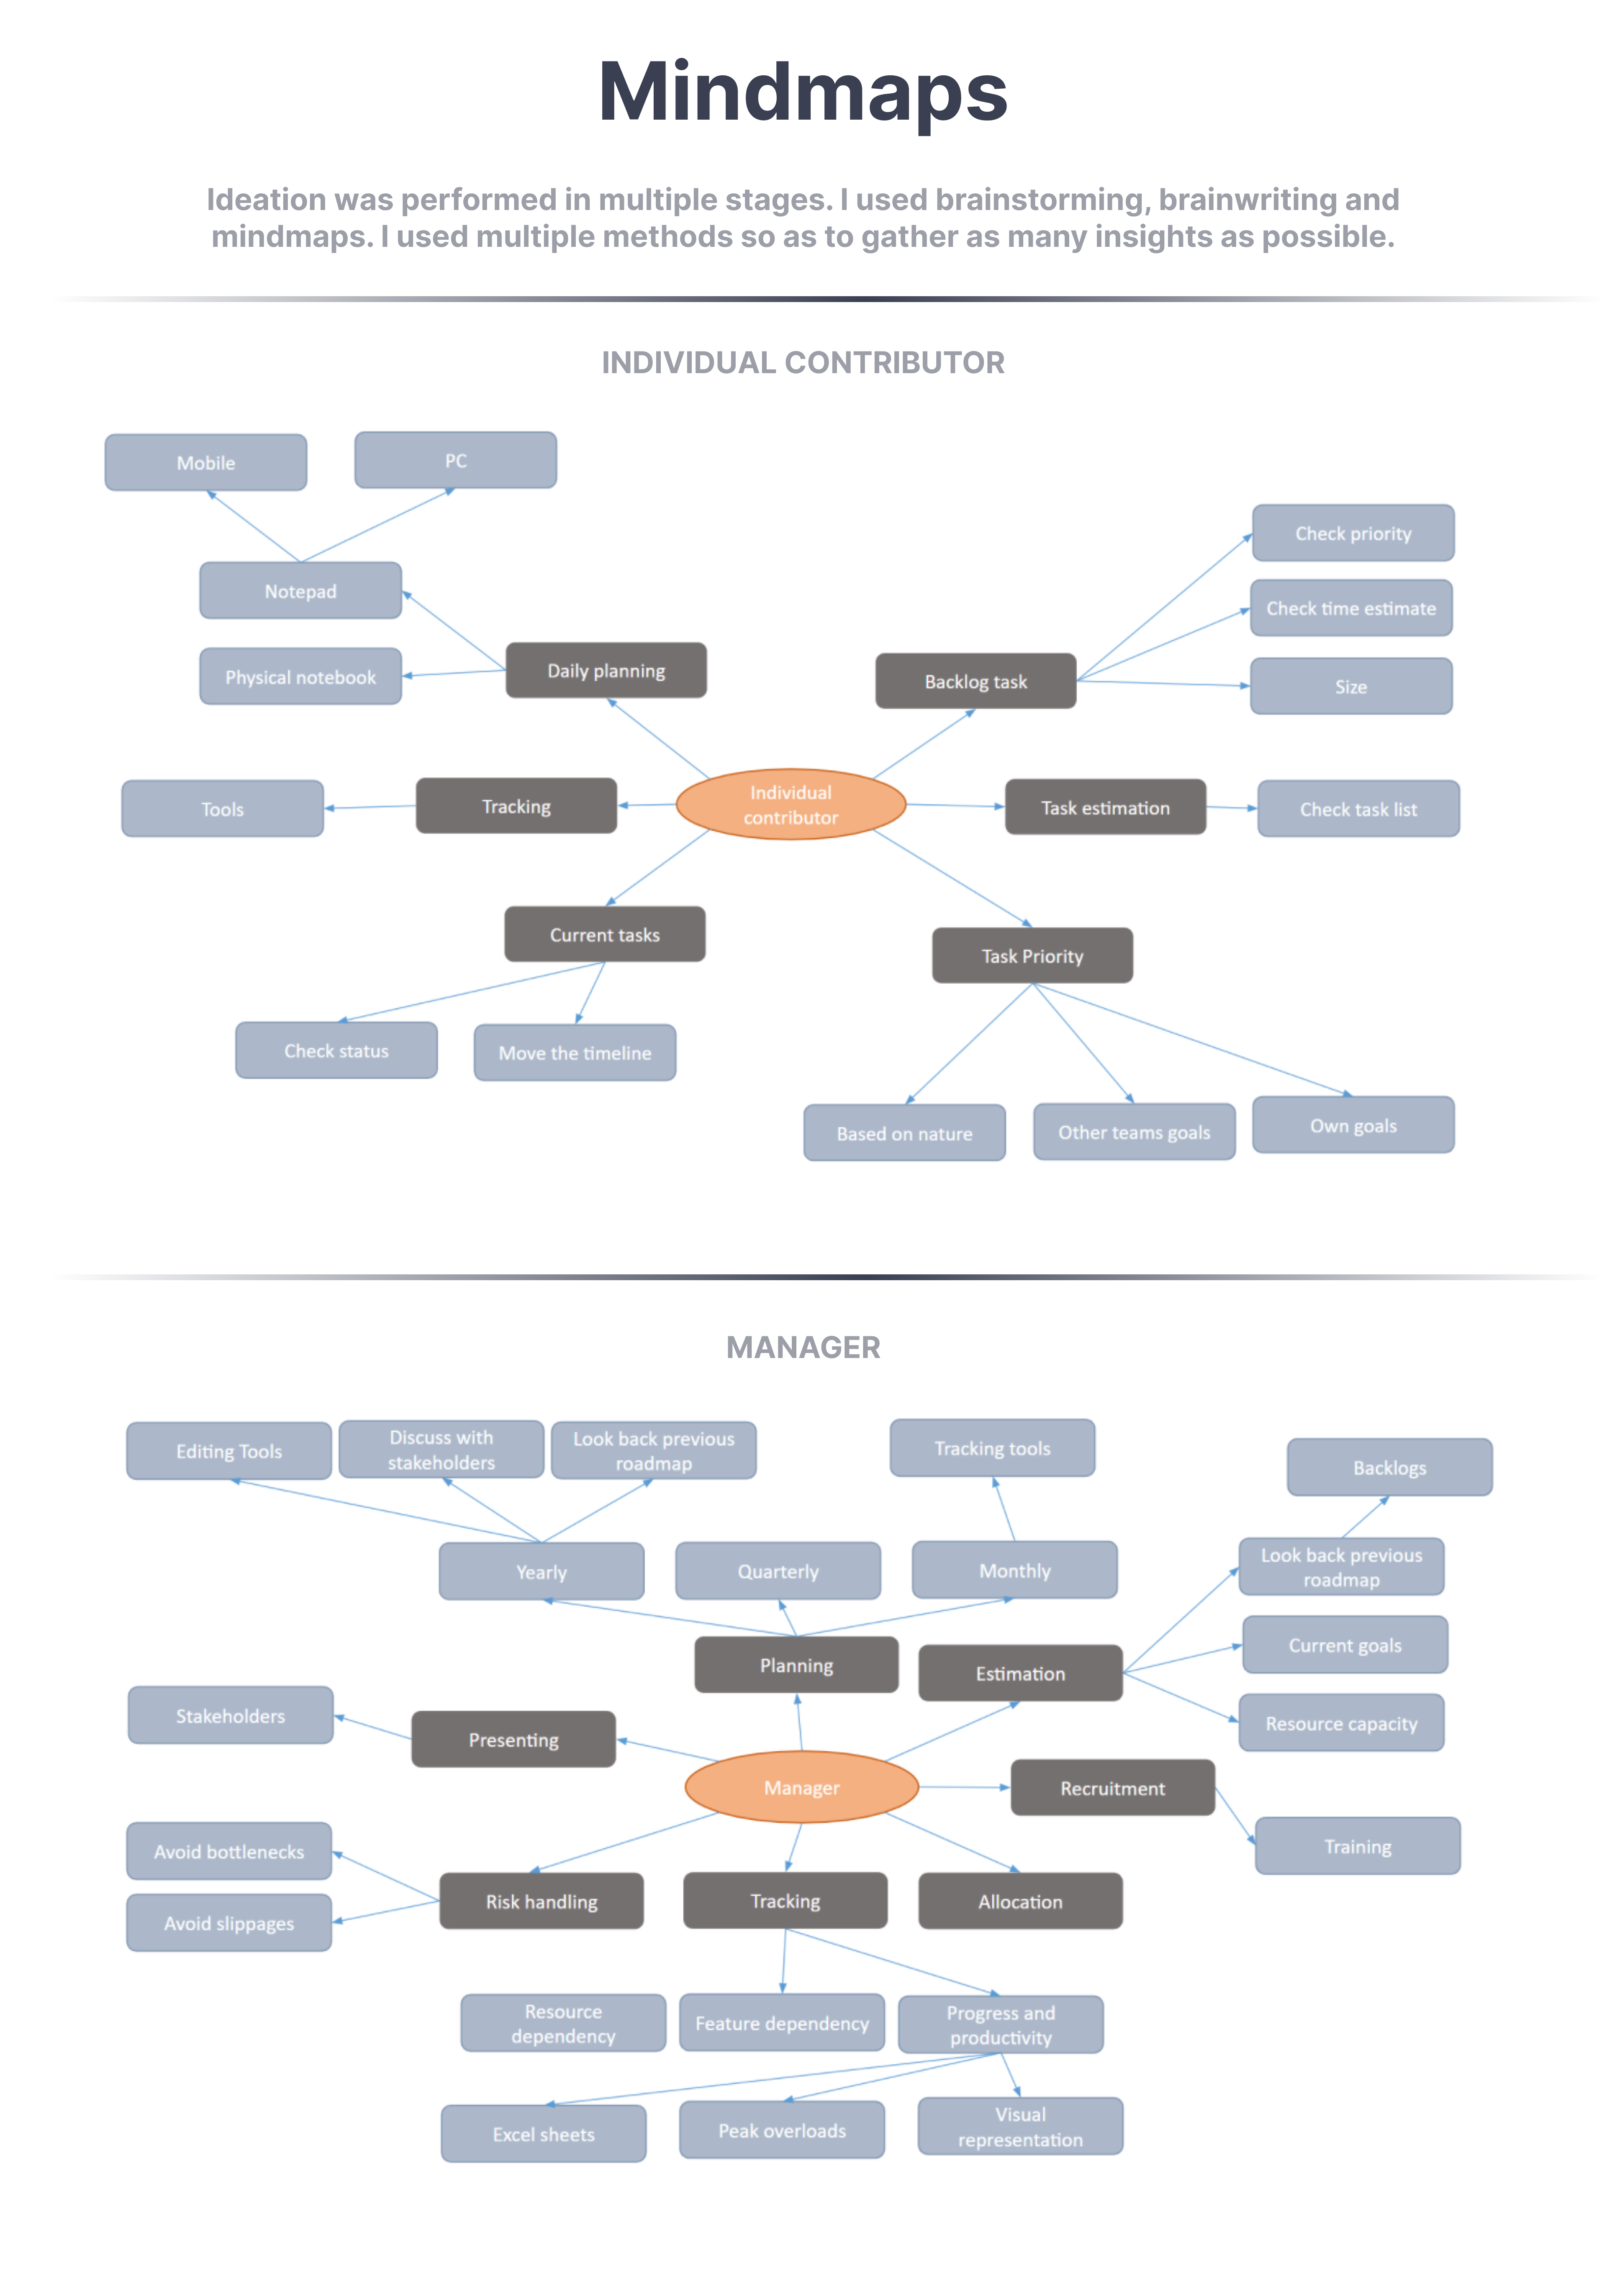 Mindmaps
Ideation was performed in multiple stages. I used brainstorming, brainwriting and
mindmaps. I used multiple methods so as to gather as many insights as possible.
INDIVIDUAL CONTRIBUTOR
Mobile
PC
Notepad
Physical notebook
Daily planning
Backlog task
Check priority
Check time estimate
Size
Tools
Tracking
Individual
contributor
Task estimation
Check task list
Current tasks
Task Priority
Check status
Move the timeline
Based on nature
Other teams goals
Own goals
MANAGER
Editing Tools
Discuss with
stakeholders
Look back previous
roadmap
Tracking tools
Backlogs
Yearly
Quarterly
Monthly
Look back previous
roadmap
Planning
Estimation
Current goals
Resource capacity
Stakeholders
Presenting
Manager
Recruitment
Training
Avoid bottlenecks
Avoid slippages
Risk handling
Tracking
Allocation
Resource
dependency
Feature dependency
Progress and
productivity
Excel sheets
Peak overloads
Visual
representation